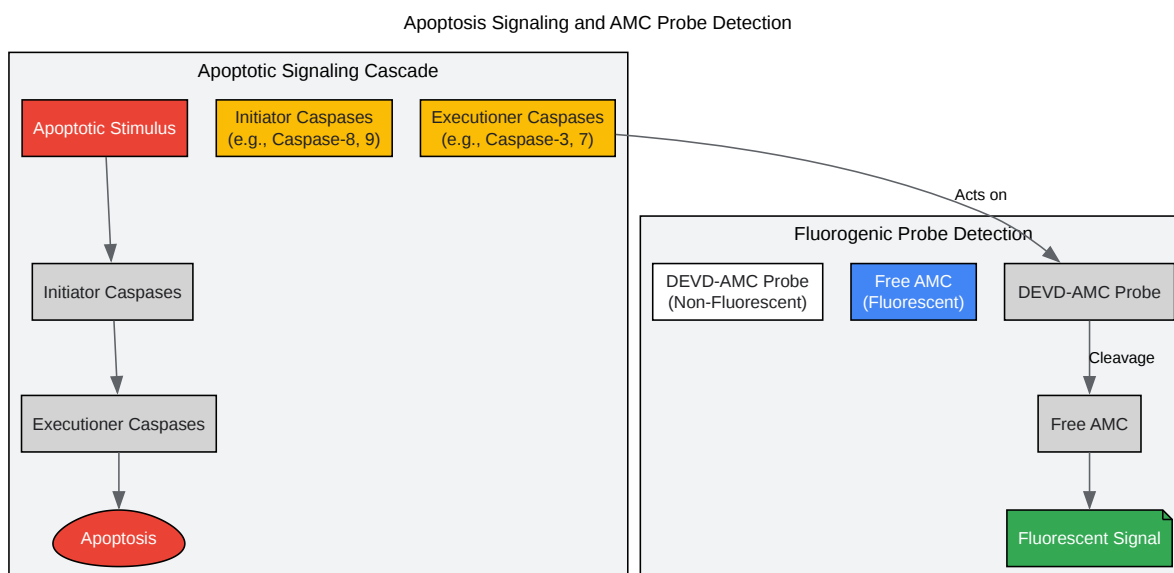 Apoptosis Signaling and AMC Probe Detection
Apoptotic Signaling Cascade
Apoptotic Stimulus
Initiator Caspases
(e.g., Caspase-8, 9)
Executioner Caspases
(e.g., Caspase-3, 7)
Initiator Caspases
Executioner Caspases
Apoptosis
Acts on
Fluorogenic Probe Detection
DEVD-AMC Probe
(Non-Fluorescent)
Free AMC
(Fluorescent)
DEVD-AMC Probe
Cleavage
Free AMC
Fluorescent Signal